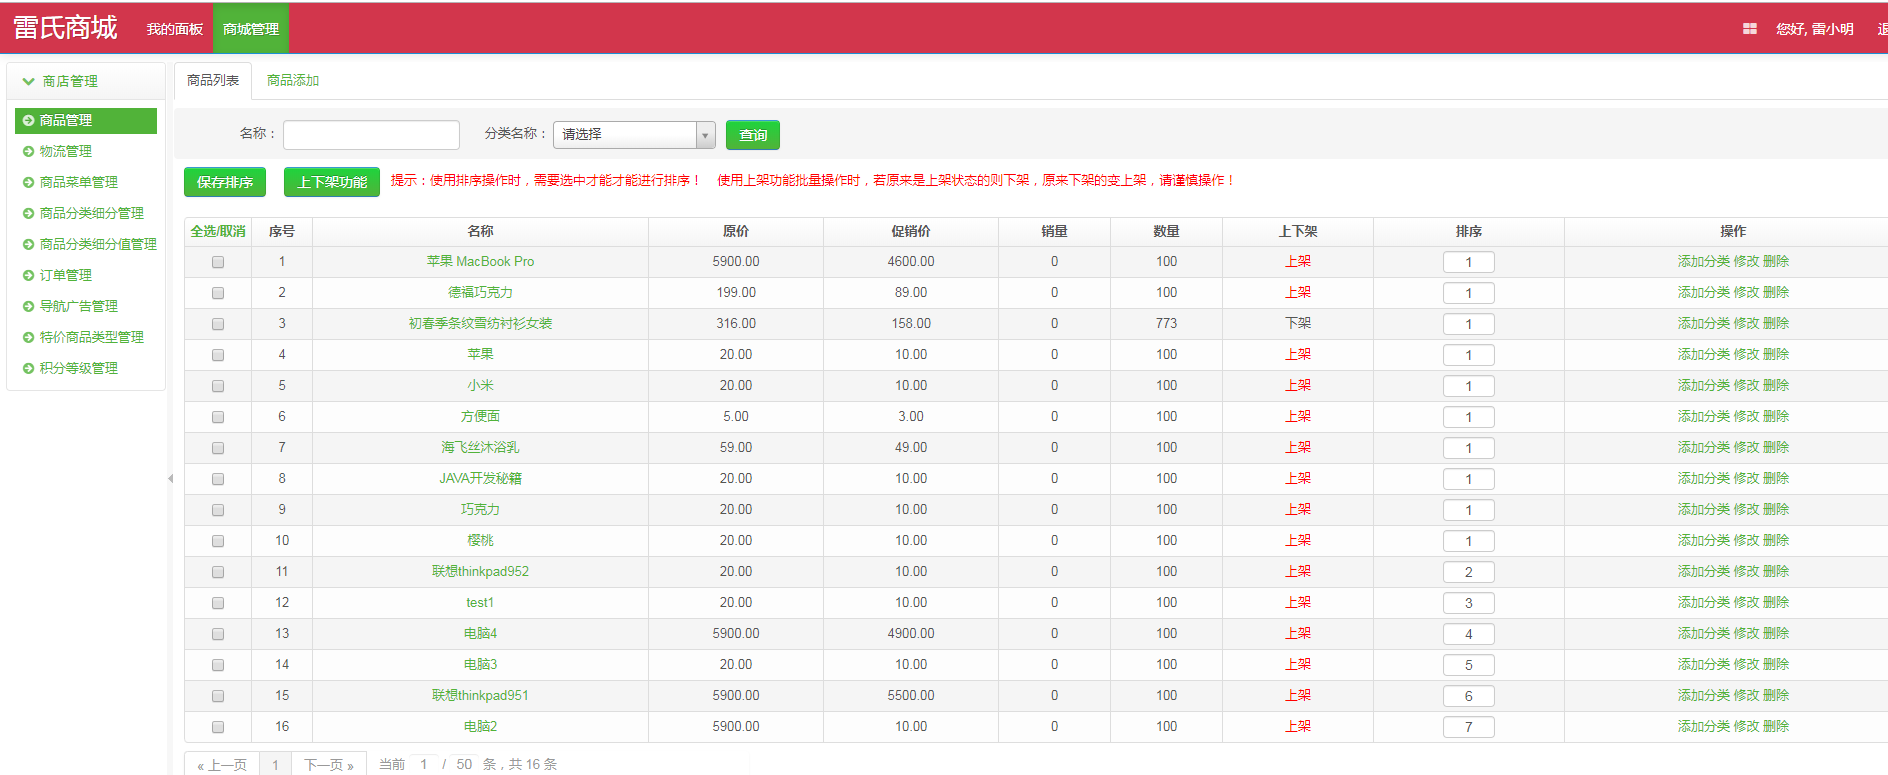 雷氏商城 我的面板 商城管理 您好, 雷小明
商店管理
商品管理
物流管理
商品菜单管理
商品分类细分管理
商品分类细分值管理
订单管理
导航广告管理
特价商品类型管理
积分等级管理
商品列表 商品添加
名称： 分类名称： 请选择 查询
保存排序 上下架功能 提示：使用排序操作时，需要选中才能才能进行排序！ 使用上架功能批量操作时，若原来是上架状态的则下架，原来下架的变上架，请谨慎操作！
全选/取消 序号 名称 原价 促销价 销量 数量 上下架 排序 操作
1 苹果 MacBook Pro 5900.00 4600.00 0 100 上架 1 添加分类 修改 删除
2 德福巧克力 199.00 89.00 0 100 上架 1 添加分类 修改 删除
3 初春季条纹雪纺衬衫女装 316.00 158.00 0 773 下架 1 添加分类 修改 删除
4 苹果 20.00 10.00 0 100 上架 1 添加分类 修改 删除
5 小米 20.00 10.00 0 100 上架 1 添加分类 修改 删除
6 方便面 5.00 3.00 0 100 上架 1 添加分类 修改 删除
7 海飞丝沐浴乳 59.00 49.00 0 100 上架 1 添加分类 修改 删除
8 JAVA开发秘籍 20.00 10.00 0 100 上架 1 添加分类 修改 删除
9 巧克力 20.00 10.00 0 100 上架 1 添加分类 修改 删除
10 樱桃 20.00 10.00 0 100 上架 1 添加分类 修改 删除
11 联想thinkpad952 20.00 10.00 0 100 上架 2 添加分类 修改 删除
12 test1 20.00 10.00 0 100 上架 3 添加分类 修改 删除
13 电脑4 5900.00 4900.00 0 100 上架 4 添加分类 修改 删除
14 电脑3 20.00 10.00 0 100 上架 5 添加分类 修改 删除
15 联想thinkpad951 5900.00 5500.00 0 100 上架 6 添加分类 修改 删除
16 电脑2 5900.00 10.00 0 100 上架 7 添加分类 修改 删除
« 上一页 1 下一页 » 当前 1 / 50 条，共 16 条